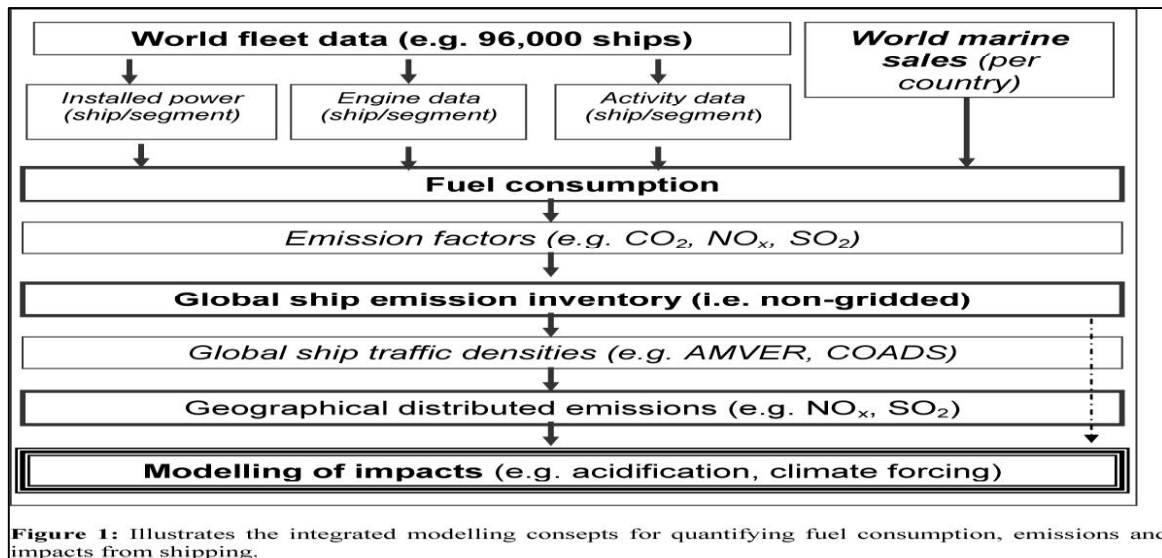 World fleet data (e.g. 96,000 ships)
World marine
sales (per
country)
Installed power
(ship/segment)
Engine data
(ship/segment)
Activity data
(ship/segment)
Fuel consumption
Emission factors (e.g. CO₂, NOₓ, SO₂)
Global ship emission inventory (i.e. non-gridded)
Global ship traffic densities (e.g. AMVER, COADS)
Geographical distributed emissions (e.g. NOₓ, SO₂)
Modelling of impacts (e.g. acidification, climate forcing)
Figure 1: Illustrates the integrated modelling consepts for quantifying fuel consumption, emissions and
impacts from shipping.